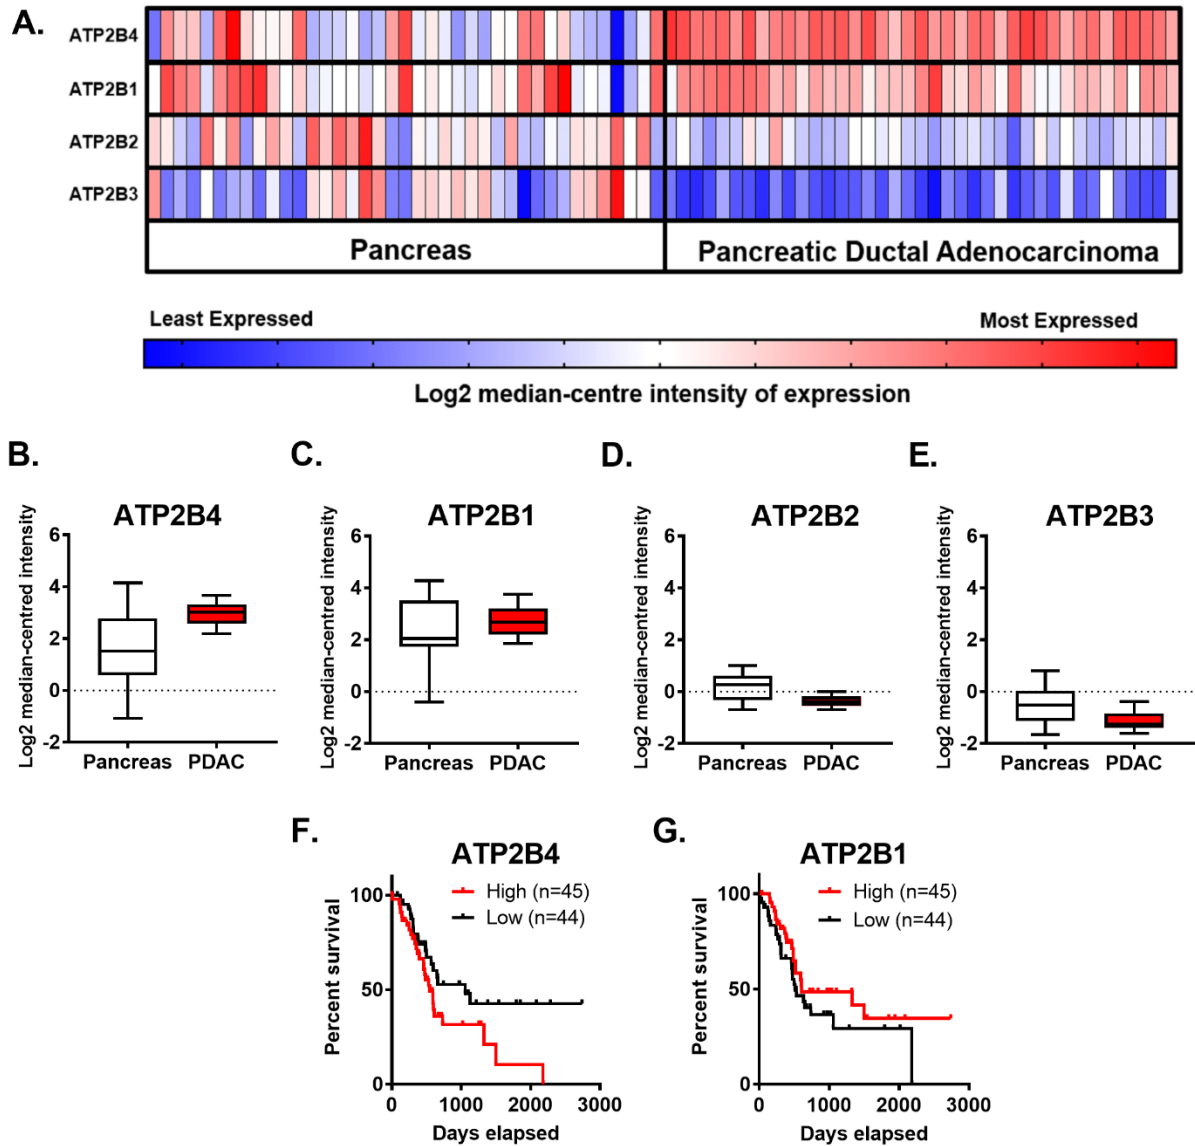 A.
ATP2B4
ATP2B1
ATP2B2
ATP2B3
Pancreas
Pancreatic Ductal Adenocarcinoma
Least Expressed
Most Expressed
Log2 median-centre intensity of expression
B.
ATP2B4
Log2 median-centred intensity
6
4
2
0
-2
Pancreas
PDAC
C.
ATP2B1
Log2 median-centred intensity
6
4
2
0
-2
Pancreas
PDAC
D.
ATP2B2
Log2 median-centred intensity
6
4
2
0
-2
Pancreas
PDAC
E.
ATP2B3
Log2 median-centred intensity
6
4
2
0
-2
Pancreas
PDAC
F.
ATP2B4
High (n=45)
Low (n=44)
Percent survival
100
50
0
0
1000
2000
3000
Days elapsed
G.
ATP2B1
High (n=45)
Low (n=44)
Percent survival
100
50
0
0
1000
2000
3000
Days elapsed